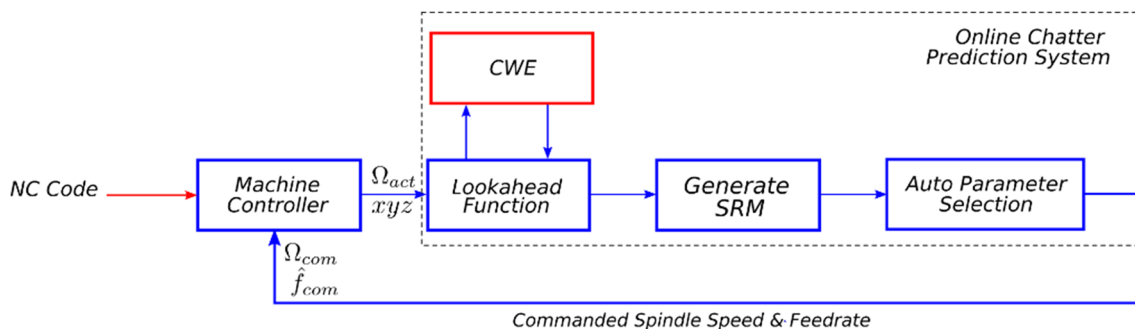 Online Chatter
Prediction System
CWE
NC Code
Machine
Controller
Ω_act
xyz
Lookahead
Function
Generate
SRM
Auto Parameter
Selection
Ω_com
f̂_com
Commanded Spindle Speed & Feedrate